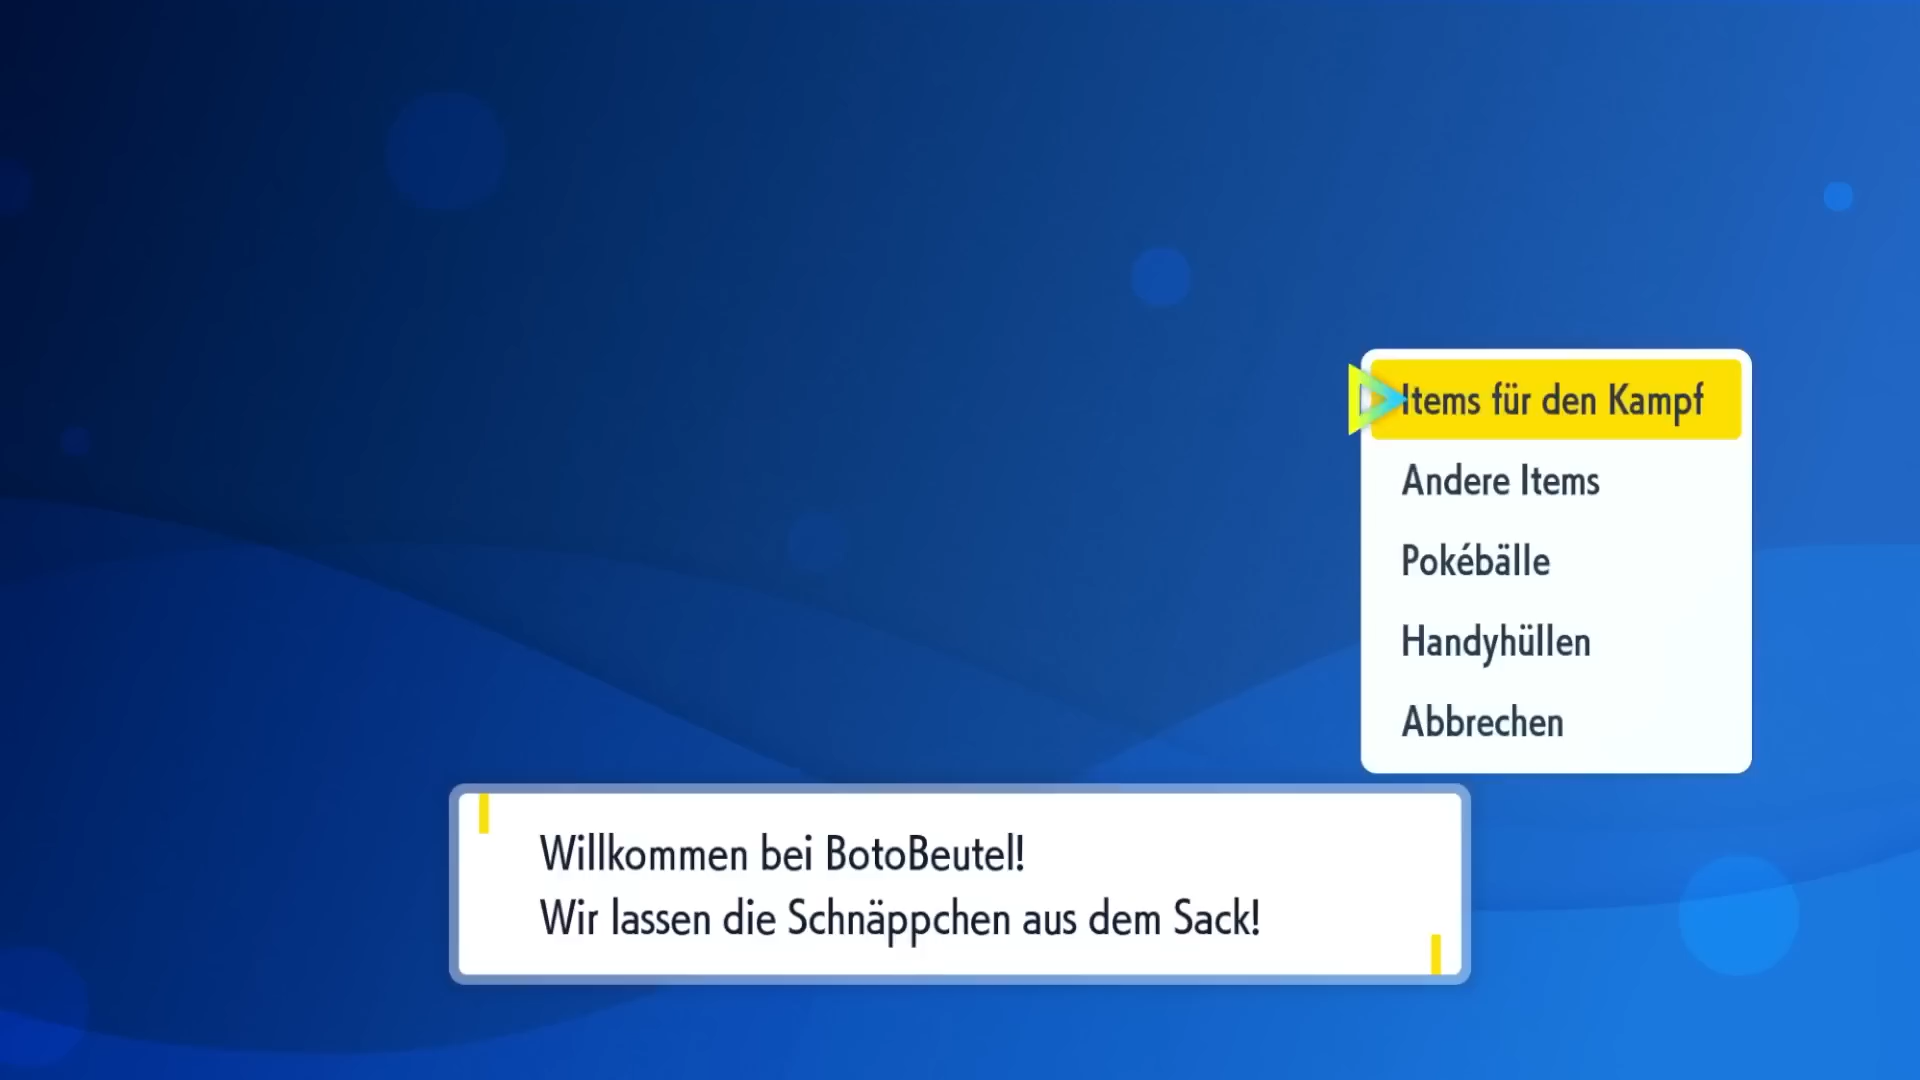 Items für den Kampf
Andere Items
Pokébälle
Handyhüllen
Abbrechen
Willkommen bei BotoBeutel!
Wir lassen die Schnäppchen aus dem Sack!